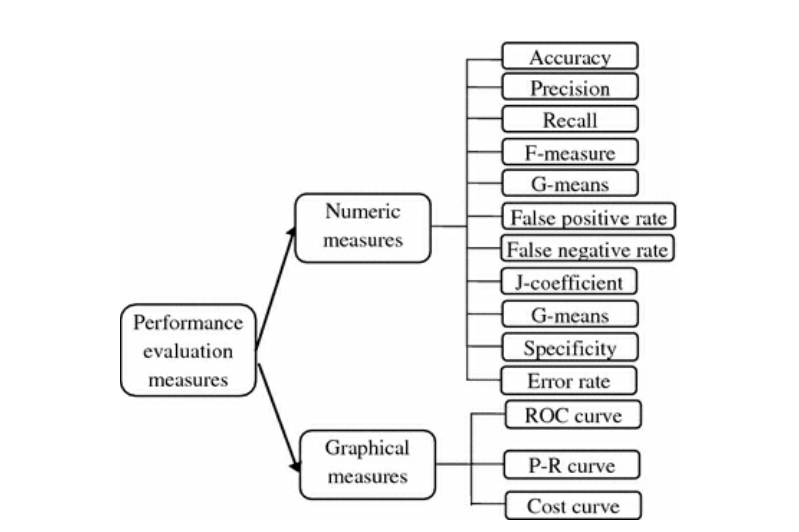 Performance
evaluation
measures
Numeric
measures
Accuracy
Precision
Recall
F-measure
G-means
False positive rate
False negative rate
J-coefficient
G-means
Specificity
Error rate
Graphical
measures
ROC curve
P-R curve
Cost curve